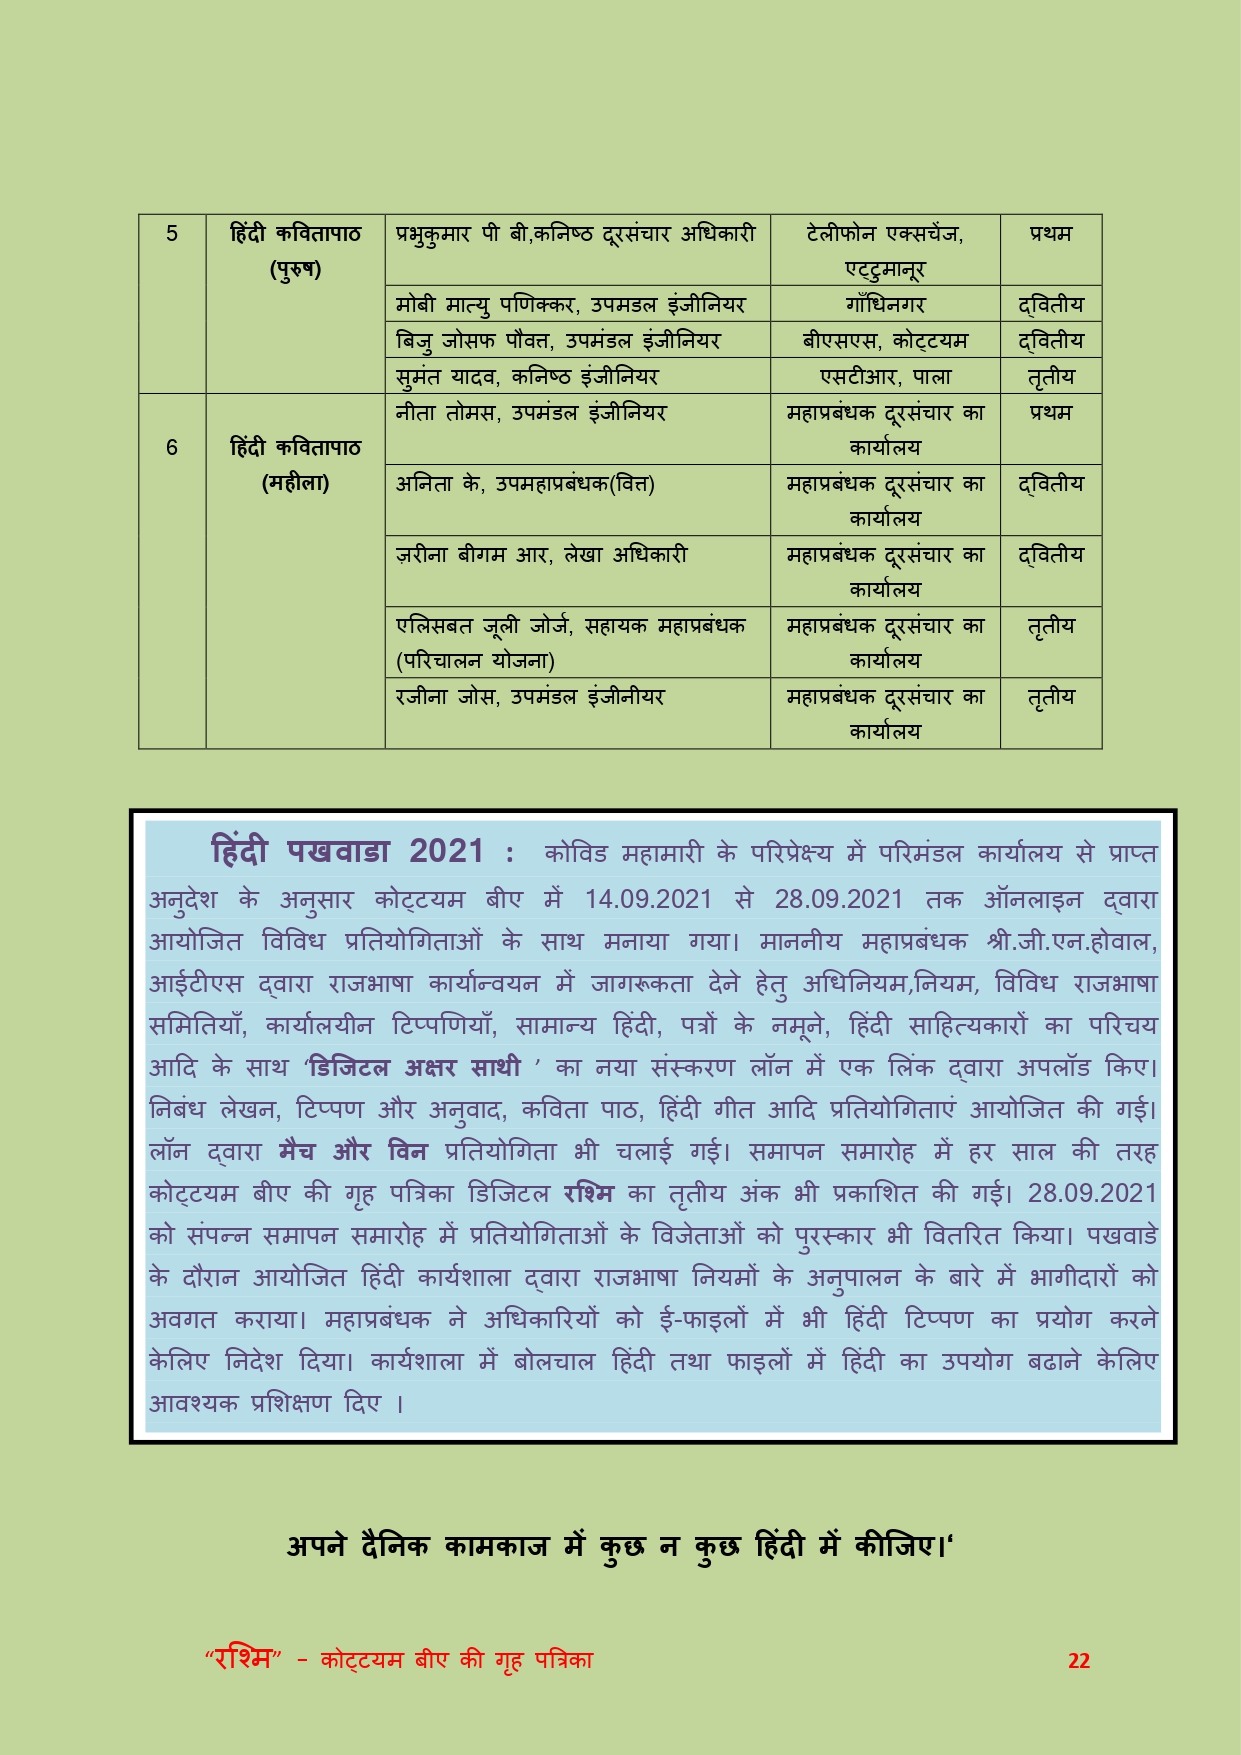 5 हिंदी कवितापाठ प्रभुकुमार पी बी,कनिष्ठ दूरसंचार अधिकारी टेलीफोन एक्सचेंज, प्रथम
(पुरुष) एट्टुमानूर
मोबी मात्यु पणिक्कर, उपमडल इंजीनियर गाँधिनगर द्वितीय
बिजु जोसफ पौवत्त, उपमंडल इंजीनियर बीएसएस, कोट्टयम द्वितीय
सुमंत यादव, कनिष्ठ इंजीनियर एसटीआर, पाला तृतीय
नीता तोमस, उपमंडल इंजीनियर महाप्रबंधक दूरसंचार का प्रथम
6 हिंदी कवितापाठ कार्यालय
(महीला) अनिता के, उपमहाप्रबंधक(वित्त) महाप्रबंधक दूरसंचार का द्वितीय
कार्यालय
ज़रीना बीगम आर, लेखा अधिकारी महाप्रबंधक दूरसंचार का द्वितीय
कार्यालय
एलिसबत जूली जोर्ज, सहायक महाप्रबंधक महाप्रबंधक दूरसंचार का तृतीय
(परिचालन योजना) कार्यालय
रजीना जोस, उपमंडल इंजीनीयर महाप्रबंधक दूरसंचार का तृतीय
कार्यालय
हिंदी पखवाडा 2021 : कोविड महामारी के परिप्रेक्ष्य में परिमंडल कार्यालय से प्राप्त
अनुदेश के अनुसार कोट्टयम बीए में 14.09.2021 से 28.09.2021 तक ऑनलाइन द्वारा
आयोजित विविध प्रतियोगिताओं के साथ मनाया गया। माननीय महाप्रबंधक श्री.जी.एन.होवाल,
आईटीएस द्वारा राजभाषा कार्यान्वयन में जागरूकता देने हेतु अधिनियम,नियम, विविध राजभाषा
समितियाँ, कार्यालयीन टिप्पणियाँ, सामान्य हिंदी, पत्रों के नमूने, हिंदी साहित्यकारों का परिचय
आदि के साथ ‘डिजिटल अक्षर साथी ’ का नया संस्करण लॉन में एक लिंक द्वारा अपलॉड किए।
निबंध लेखन, टिप्पण और अनुवाद, कविता पाठ, हिंदी गीत आदि प्रतियोगिताएं आयोजित की गई।
लॉन द्वारा मैच और विन प्रतियोगिता भी चलाई गई। समापन समारोह में हर साल की तरह
कोट्टयम बीए की गृह पत्रिका डिजिटल रश्मि का तृतीय अंक भी प्रकाशित की गई। 28.09.2021
को संपन्न समापन समारोह में प्रतियोगिताओं के विजेताओं को पुरस्कार भी वितरित किया। पखवाडे
के दौरान आयोजित हिंदी कार्यशाला द्वारा राजभाषा नियमों के अनुपालन के बारे में भागीदारों को
अवगत कराया। महाप्रबंधक ने अधिकारियों को ई-फाइलों में भी हिंदी टिप्पण का प्रयोग करने
केलिए निदेश दिया। कार्यशाला में बोलचाल हिंदी तथा फाइलों में हिंदी का उपयोग बढाने केलिए
आवश्यक प्रशिक्षण दिए ।
अपने दैनिक कामकाज में कुछ न कुछ हिंदी में कीजिए।‘
“रश्मि” – कोट्टयम बीए की गृह पत्रिका 22